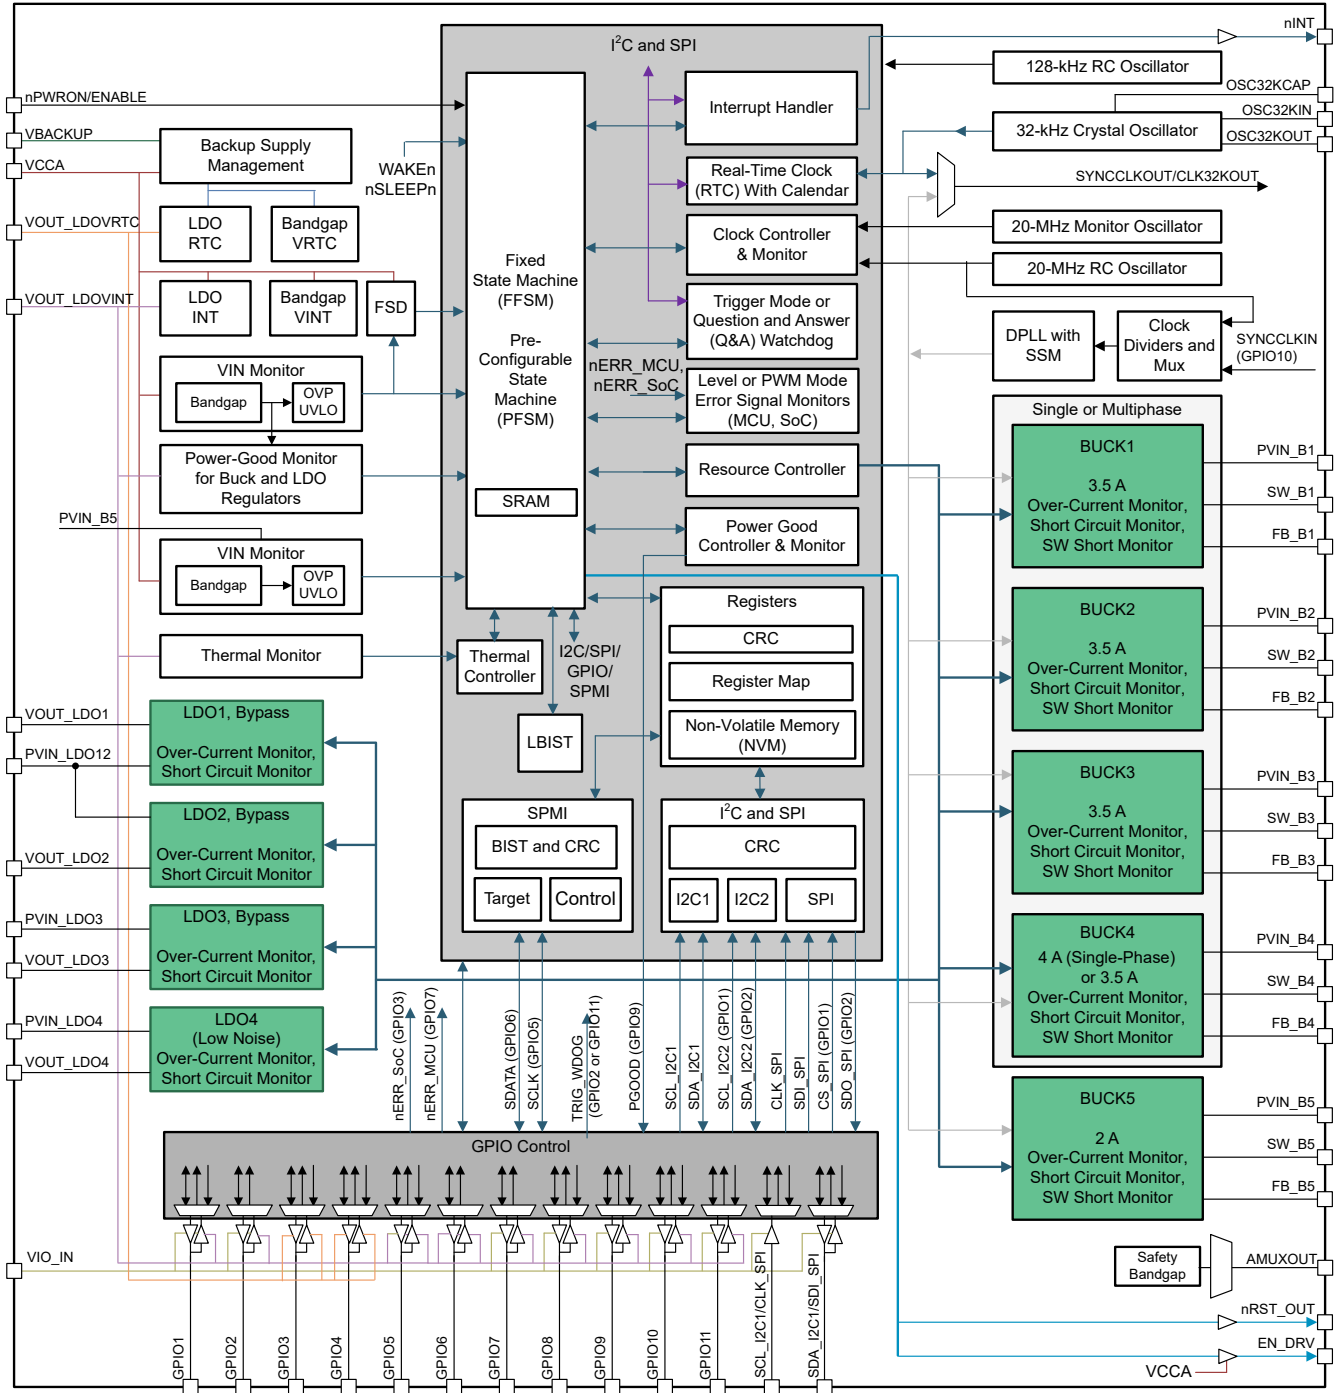 nINT
I²C and SPI
128-kHz RC Oscillator
OSC32KCAP
nPWRON/ENABLE
Interrupt Handler
OSC32KIN
32-kHz Crystal Oscillator
OSC32KOUT
VBACKUP
Backup Supply
Management
VCCA
WAKEn
nSLEEPn
Real-Time Clock
(RTC) With Calendar
SYNCCLKOUT/CLK32KOUT
VOUT_LDOVRTC
LDO
RTC
Bandgap
VRTC
Clock Controller
& Monitor
20-MHz Monitor Oscillator
20-MHz RC Oscillator
Fixed
State Machine
(FFSM)
VOUT_LDOVINT
LDO
INT
Bandgap
VINT
FSD
Trigger Mode or
Question and Answer
(Q&A) Watchdog
DPLL with
SSM
Clock
Dividers and
Mux
SYNCCLKIN
(GPIO10)
Pre-
Configurable
State
Machine
(PFSM)
VIN Monitor
Bandgap
OVP
UVLO
nERR_MCU,
nERR_SoC
Level or PWM Mode
Error Signal Monitors
(MCU, SoC)
Single or Multiphase
BUCK1
3.5 A
Over-Current Monitor,
Short Circuit Monitor,
SW Short Monitor
PVIN_B1
SW_B1
FB_B1
Power-Good Monitor
for Buck and LDO
Regulators
Resource Controller
SRAM
PVIN_B5
Power Good
Controller & Monitor
VIN Monitor
Bandgap
OVP
UVLO
Registers
CRC
Register Map
Non-Volatile Memory
(NVM)
BUCK2
3.5 A
Over-Current Monitor,
Short Circuit Monitor,
SW Short Monitor
PVIN_B2
SW_B2
FB_B2
Thermal Monitor
Thermal
Controller
I2C/SPI/
GPIO/
SPMI
LBIST
VOUT_LDO1
LDO1, Bypass
Over-Current Monitor,
Short Circuit Monitor
PVIN_LDO12
BUCK3
3.5 A
Over-Current Monitor,
Short Circuit Monitor,
SW Short Monitor
PVIN_B3
SW_B3
FB_B3
LDO2, Bypass
Over-Current Monitor,
Short Circuit Monitor
VOUT_LDO2
SPMI
BIST and CRC
Target
Control
I²C and SPI
CRC
I2C1
I2C2
SPI
PVIN_LDO3
LDO3, Bypass
Over-Current Monitor,
Short Circuit Monitor
VOUT_LDO3
BUCK4
4 A (Single-Phase)
or 3.5 A
Over-Current Monitor,
Short Circuit Monitor,
SW Short Monitor
PVIN_B4
SW_B4
FB_B4
PVIN_LDO4
LDO4
(Low Noise)
Over-Current Monitor,
Short Circuit Monitor
VOUT_LDO4
nERR_SoC (GPIO3)
nERR_MCU (GPIO7)
SDATA (GPIO6)
SCLK (GPIO5)
TRIG_WDOG
(GPIO2 or GPIO11)
PGOOD (GPIO9)
SCL_I2C1
SDA_I2C1
SCL_I2C2 (GPIO1)
SDA_I2C2 (GPIO2)
CLK_SPI
SDI_SPI
CS_SPI (GPIO1)
SDO_SPI (GPIO2)
BUCK5
2 A
Over-Current Monitor,
Short Circuit Monitor,
SW Short Monitor
PVIN_B5
SW_B5
FB_B5
GPIO Control
VIO_IN
Safety
Bandgap
AMUXOUT
nRST_OUT
EN_DRV
VCCA
GPIO1
GPIO2
GPIO3
GPIO4
GPIO5
GPIO6
GPIO7
GPIO8
GPIO9
GPIO10
GPIO11
SCL_I2C1/CLK_SPI
SDA_I2C1/SDI_SPI